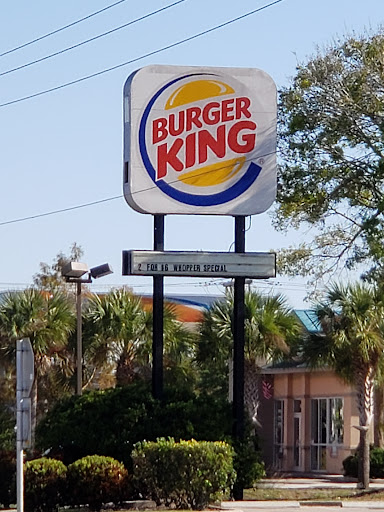 BURGER
KING
®
2 FOR $6 WHOPPER SPECIAL